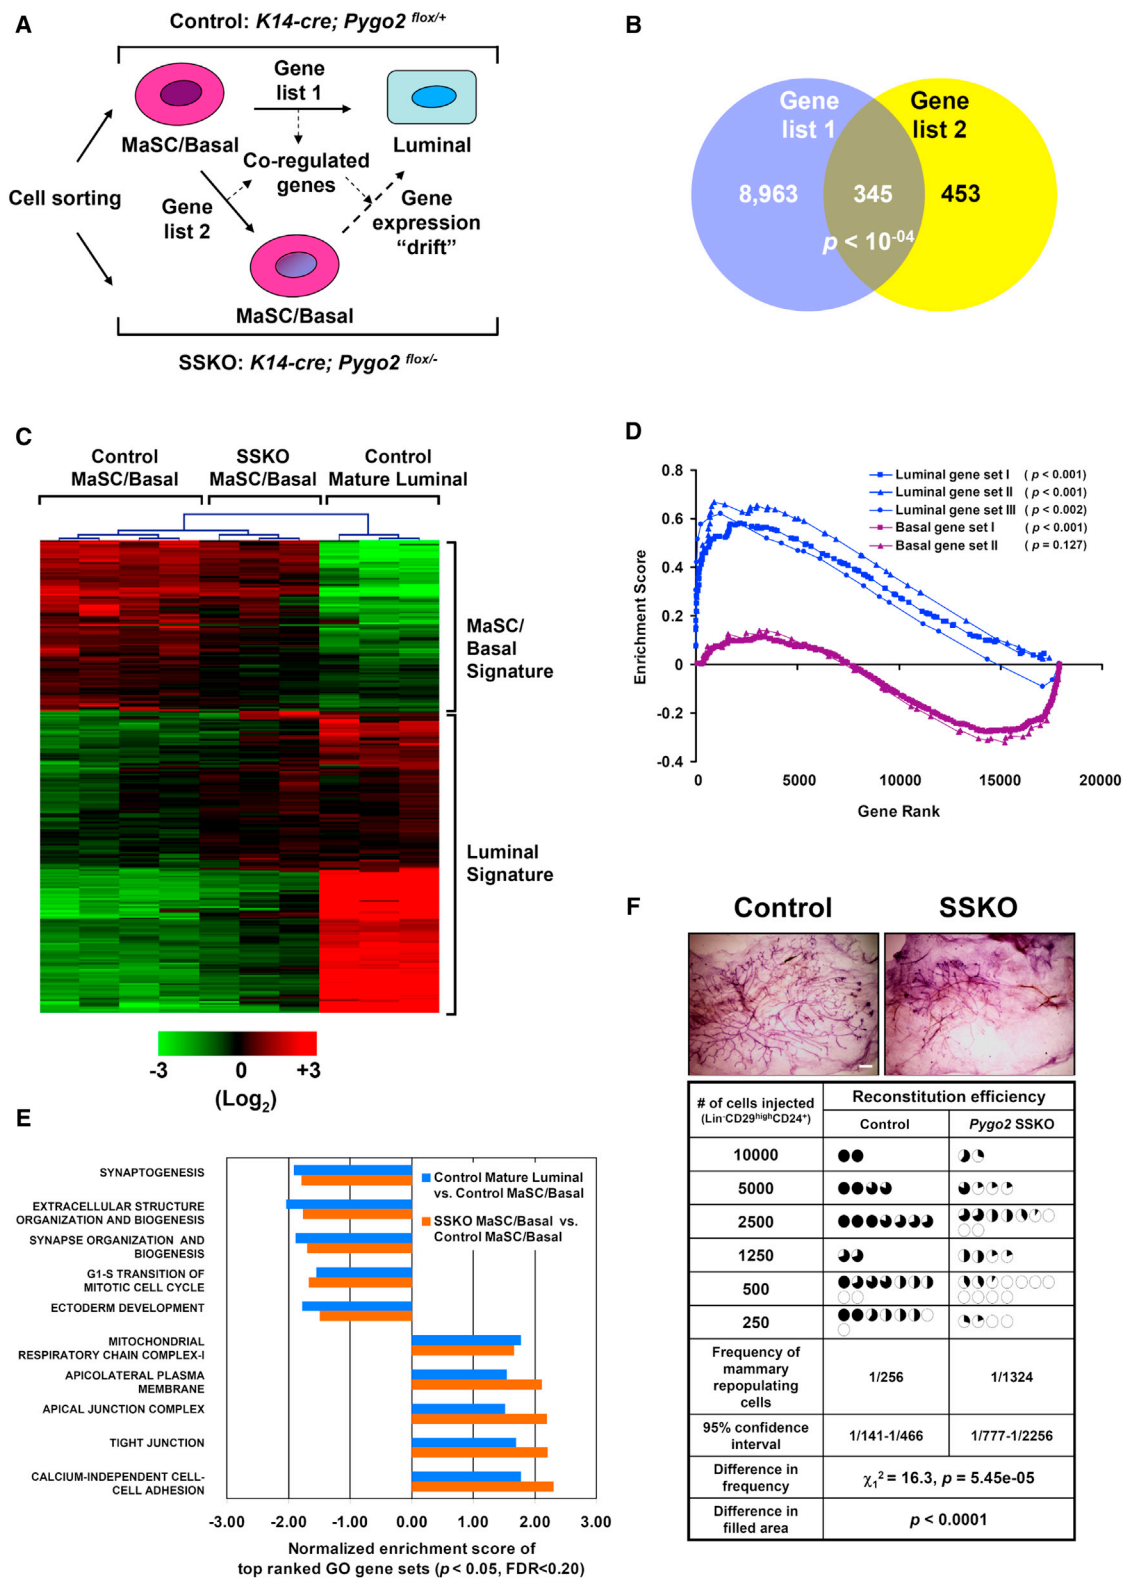 A
Control: K14-cre; Pygo2 flox/+
Gene
list 1
MaSC/Basal
Luminal
Co-regulated
genes
Cell sorting
Gene
list 2
Gene
expression
“drift”
MaSC/Basal
SSKO: K14-cre; Pygo2 flox/-
B
Gene
list 1
Gene
list 2
8,963
345
453
p < 10-04
C
Control
MaSC/Basal
SSKO
MaSC/Basal
Control
Mature Luminal
MaSC/
Basal
Signature
Luminal
Signature
-3
0
+3
(Log2)
D
0.8
0.6
0.4
0.2
0
-0.2
-0.4
Enrichment Score
Luminal gene set I ( p < 0.001)
Luminal gene set II ( p < 0.001)
Luminal gene set III ( p < 0.002)
Basal gene set I ( p < 0.001)
Basal gene set II ( p = 0.127)
0
5000
10000
15000
20000
Gene Rank
E
SYNAPTOGENESIS
EXTRACELLULAR STRUCTURE
ORGANIZATION AND BIOGENESIS
SYNAPSE ORGANIZATION AND
BIOGENESIS
G1-S TRANSITION OF
MITOTIC CELL CYCLE
ECTODERM DEVELOPMENT
MITOCHONDRIAL
RESPIRATORY CHAIN COMPLEX-I
APICOLATERAL PLASMA
MEMBRANE
APICAL JUNCTION COMPLEX
TIGHT JUNCTION
CALCIUM-INDEPENDENT CELL-
CELL ADHESION
Control Mature Luminal
vs. Control MaSC/Basal
SSKO MaSC/Basal vs.
Control MaSC/Basal
-3.00
-2.00
-1.00
0.00
1.00
2.00
3.00
Normalized enrichment score of
top ranked GO gene sets (p < 0.05, FDR<0.20)
F
Control
SSKO
# of cells injected
(Lin-CD29highCD24+)
Reconstitution efficiency
Control
Pygo2 SSKO
10000
5000
2500
1250
500
250
Frequency of
mammary
repopulating
cells
1/256
1/1324
95% confidence
interval
1/141-1/466
1/777-1/2256
Difference in
frequency
χ12 = 16.3, p = 5.45e-05
Difference in
filled area
p < 0.0001